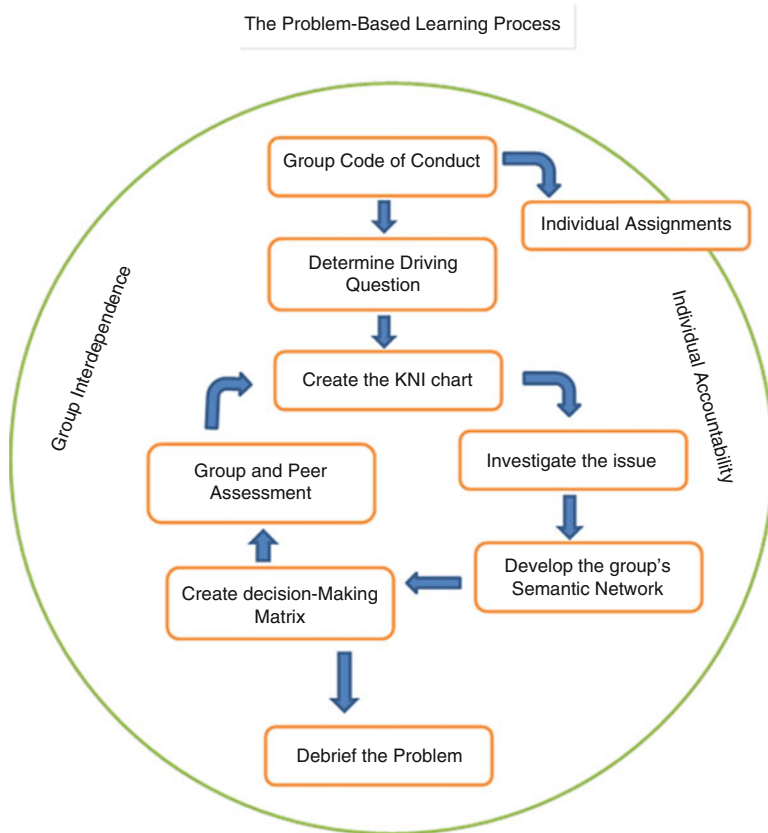 The Problem-Based Learning Process
Group Code of Conduct
Individual Assignments
Determine Driving
Question
Group Interdependence
Individual Accountability
Create the KNI chart
Investigate the issue
Group and Peer
Assessment
Develop the group's
Semantic Network
Create decision-Making
Matrix
Debrief the Problem